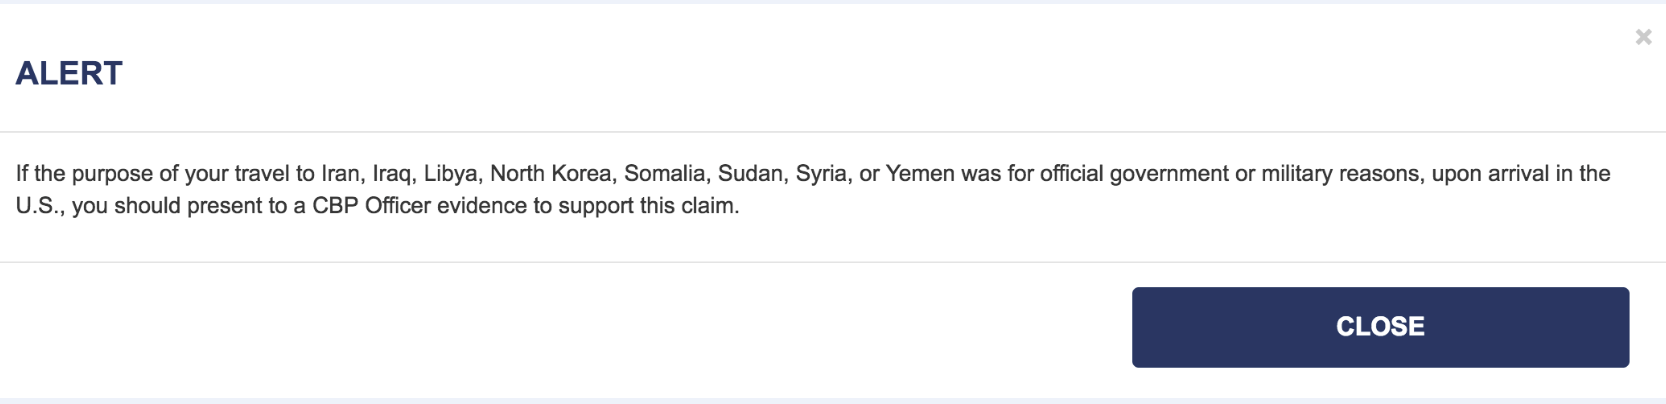 ALERT
If the purpose of your travel to Iran, Iraq, Libya, North Korea, Somalia, Sudan, Syria, or Yemen was for official government or military reasons, upon arrival in the
U.S., you should present to a CBP Officer evidence to support this claim.
CLOSE